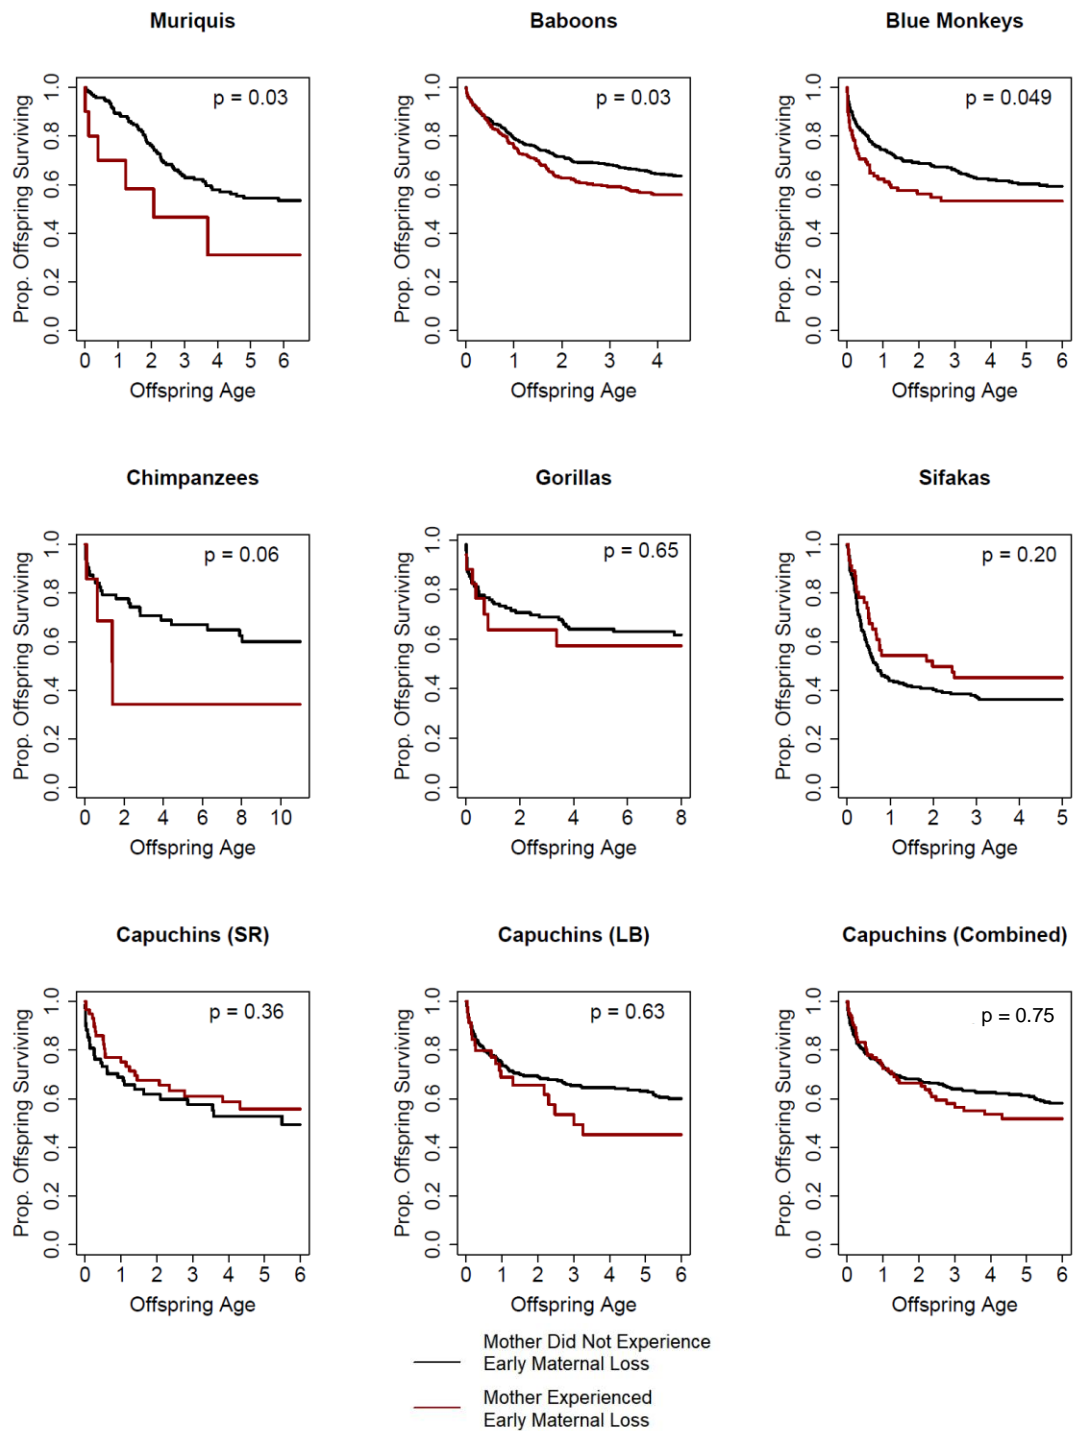 Muriquis
Baboons
Blue Monkeys
Prop. Offspring Surviving
0.0 0.2 0.4 0.6 0.8 1.0
p = 0.03
0 1 2 3 4 5 6
Offspring Age
Prop. Offspring Surviving
0.0 0.2 0.4 0.6 0.8 1.0
p = 0.03
0 1 2 3 4
Offspring Age
Prop. Offspring Surviving
0.0 0.2 0.4 0.6 0.8 1.0
p = 0.049
0 1 2 3 4 5 6
Offspring Age
Chimpanzees
Gorillas
Sifakas
Prop. Offspring Surviving
0.0 0.2 0.4 0.6 0.8 1.0
p = 0.06
0 2 4 6 8 10
Offspring Age
Prop. Offspring Surviving
0.0 0.2 0.4 0.6 0.8 1.0
p = 0.65
0 2 4 6 8
Offspring Age
Prop. Offspring Surviving
0.0 0.2 0.4 0.6 0.8 1.0
p = 0.20
0 1 2 3 4 5
Offspring Age
Capuchins (SR)
Capuchins (LB)
Capuchins (Combined)
Prop. Offspring Surviving
0.0 0.2 0.4 0.6 0.8 1.0
p = 0.36
0 1 2 3 4 5 6
Offspring Age
Prop. Offspring Surviving
0.0 0.2 0.4 0.6 0.8 1.0
p = 0.63
0 1 2 3 4 5 6
Offspring Age
Prop. Offspring Surviving
0.0 0.2 0.4 0.6 0.8 1.0
p = 0.75
0 1 2 3 4 5 6
Offspring Age
Mother Did Not Experience
Early Maternal Loss
Mother Experienced
Early Maternal Loss